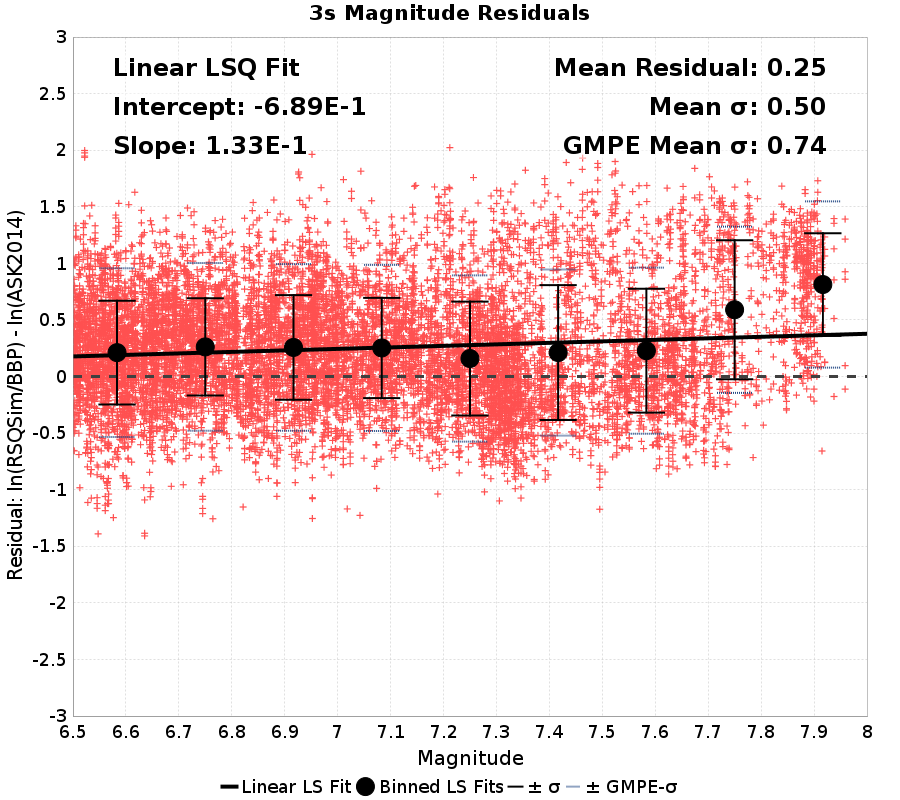 3s Magnitude Residuals
Linear LSQ Fit
Intercept: -6.89E-1
Slope: 1.33E-1
Mean Residual: 0.25
Mean σ: 0.50
GMPE Mean σ: 0.74
Residual: ln(RSQSim/BBP) - ln(ASK2014)
3
2.5
2
1.5
1
0.5
0
-0.5
-1
-1.5
-2
-2.5
-3
6.5 6.6 6.7 6.8 6.9 7 7.1 7.2 7.3 7.4 7.5 7.6 7.7 7.8 7.9 8
Magnitude
Linear LS Fit Binned LS Fits ± σ ± GMPE-σ